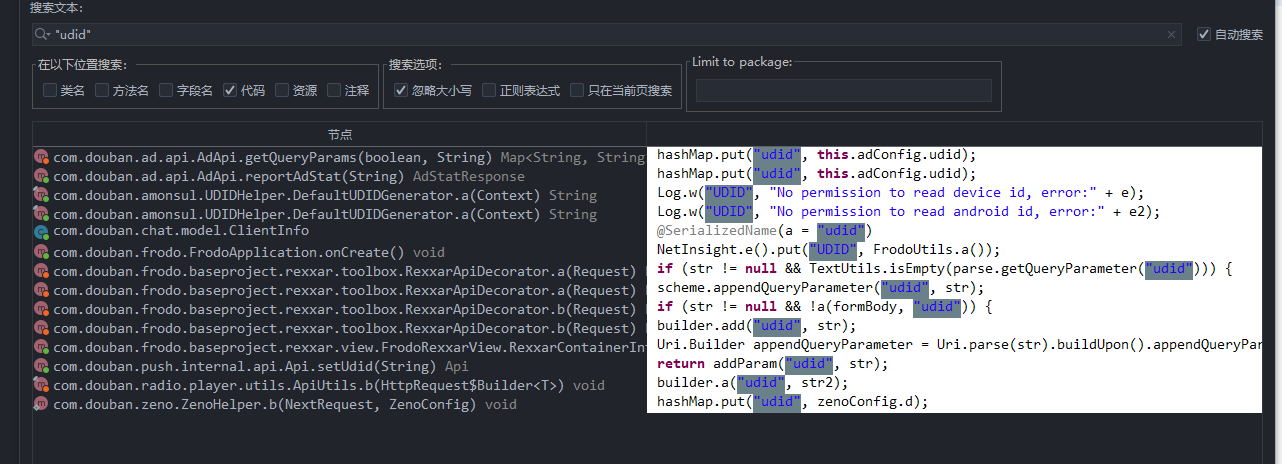 搜索文本：
"udid"
自动搜索
在以下位置搜索：
类名 方法名 字段名 代码 资源 注释
搜索选项：
忽略大小写 正则表达式 只在当前页搜索
Limit to package:
节点
com.douban.ad.api.AdApi.getQueryParams(boolean, String) Map<String, String hashMap.put("udid", this.adConfig.udid);
com.douban.ad.api.AdApi.reportAdStat(String) AdStatResponse hashMap.put("udid", this.adConfig.udid);
com.douban.amonsul.UDIDHelper.DefaultUDIDGenerator.a(Context) String Log.w("UDID", "No permission to read device id, error:" + e);
com.douban.amonsul.UDIDHelper.DefaultUDIDGenerator.a(Context) String Log.w("UDID", "No permission to read android id, error:" + e2);
com.douban.chat.model.ClientInfo @SerializedName(a = "udid")
com.douban.frodo.FrodoApplication.onCreate() void NetInsight.e().put("UDID", FrodoUtils.a());
com.douban.frodo.baseproject.rexxar.toolbox.RexxarApiDecorator.a(Request) if (str != null && TextUtils.isEmpty(parse.getQueryParameter("udid"))) {
com.douban.frodo.baseproject.rexxar.toolbox.RexxarApiDecorator.a(Request) scheme.appendQueryParameter("udid", str);
com.douban.frodo.baseproject.rexxar.toolbox.RexxarApiDecorator.b(Request) if (str != null && !a(formBody, "udid")) {
com.douban.frodo.baseproject.rexxar.toolbox.RexxarApiDecorator.b(Request) builder.add("udid", str);
com.douban.frodo.baseproject.rexxar.view.FrodoRexxarView.RexxarContainerIn Uri.Builder appendQueryParameter = Uri.parse(str).buildUpon().appendQueryPar
com.douban.push.internal.api.Api.setUdid(String) Api return addParam("udid", str);
com.douban.radio.player.utils.ApiUtils.b(HttpRequest$Builder<T>) void builder.a("udid", str2);
com.douban.zeno.ZenoHelper.b(NextRequest, ZenoConfig) void hashMap.put("udid", zenoConfig.d);